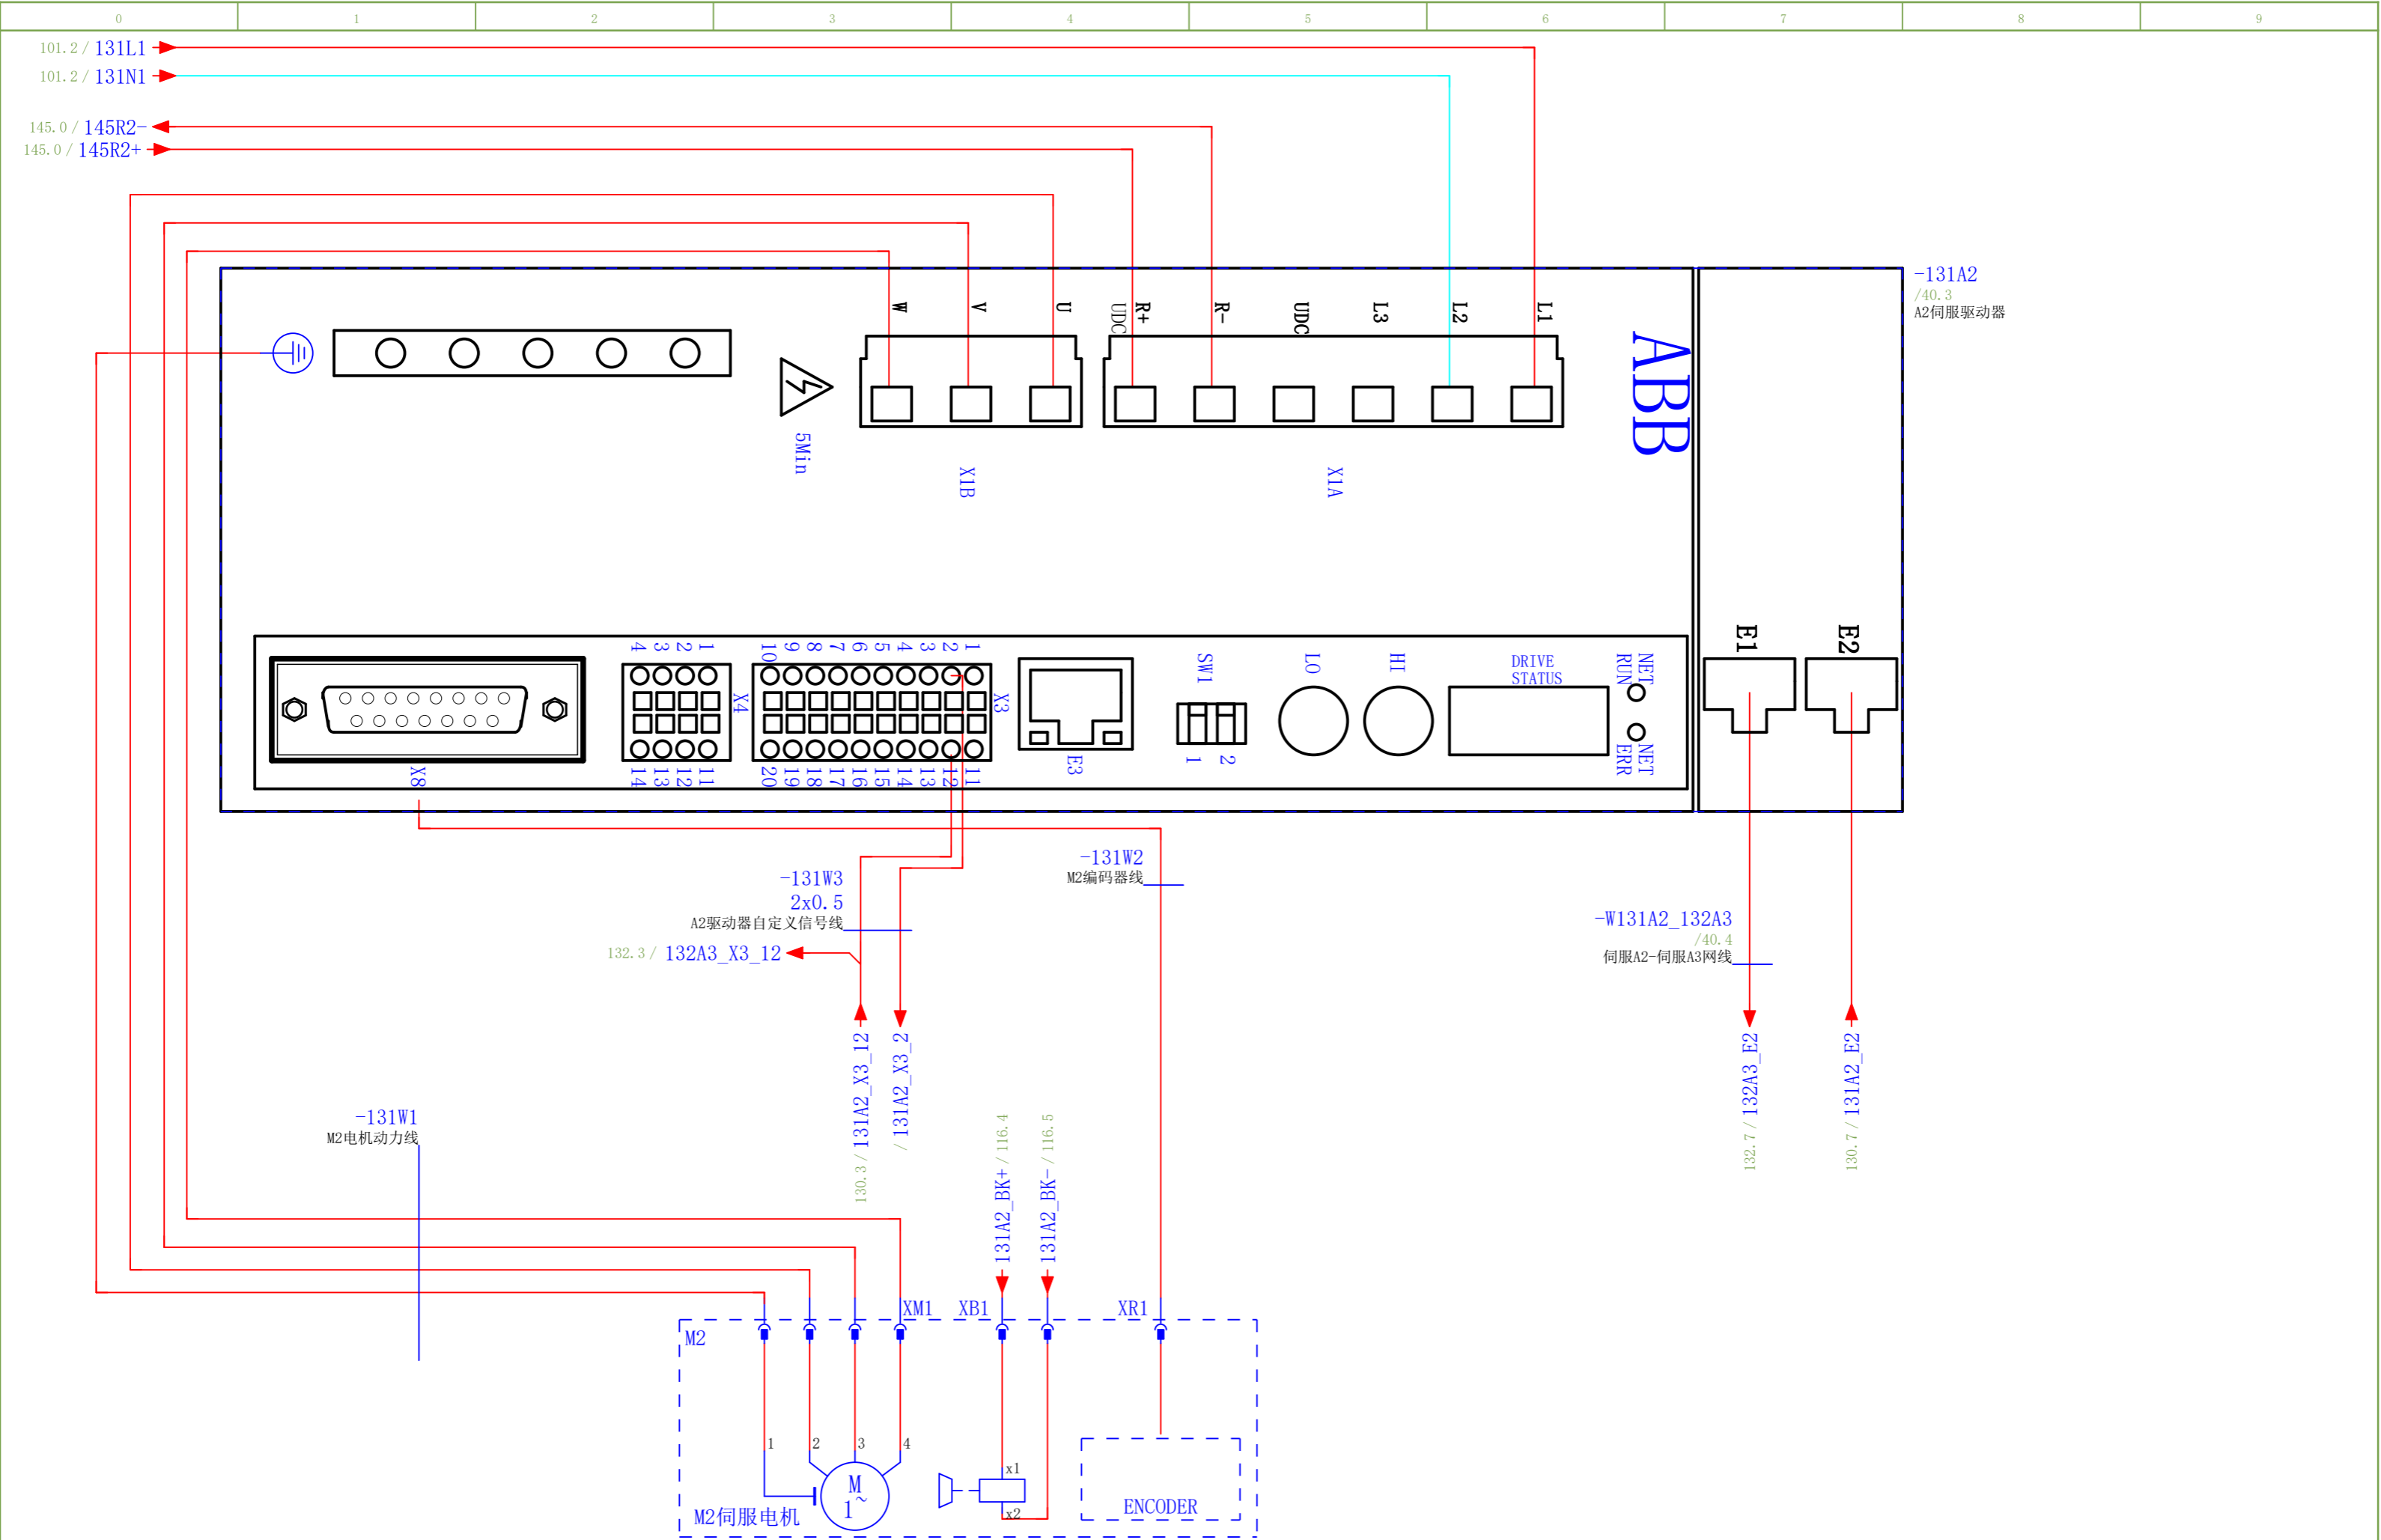 0 1 2 3 4 5 6 7 8 9
101.2 / 131L1
101.2 / 131N1
145.0 / 145R2-
145.0 / 145R2+
-131A2
/40.3
A2伺服驱动器
W V U UDC R+ R- UDC L3 L2 L1
ABB
5Min
X1B
X1A
E1 E2
4 3 2 1
10 9 8 7 6 5 4 3 2 1
SW1 LO HI
DRIVE
STATUS
NET
RUN
X4
X3
NET
ERR
X8
14 13 12 11
20 19 18 17 16 15 14 13 12 11
E3
1 2
-131W3
2x0.5
A2驱动器自定义信号线
-131W2
M2编码器线
-W131A2_132A3
/40.4
伺服A2-伺服A3网线
132.3 / 132A3_X3_12
130.3 / 131A2_X3_12
/ 131A2_X3_2
132.7 / 132A3_E2
130.7 / 131A2_E2
-131W1
M2电机动力线
131A2_BK+ / 116.4
131A2_BK- / 116.5
XM1 XB1 XR1
M2
1 2 3 4
x1
M
1~
x2
M2伺服电机
ENCODER